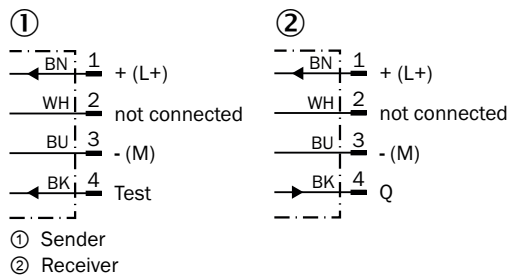 ① ②
BN 1 + (L+) BN 1 + (L+)
WH 2 not connected WH 2 not connected
BU 3 - (M) BU 3 - (M)
BK 4 Test BK 4 Q
① Sender
② Receiver